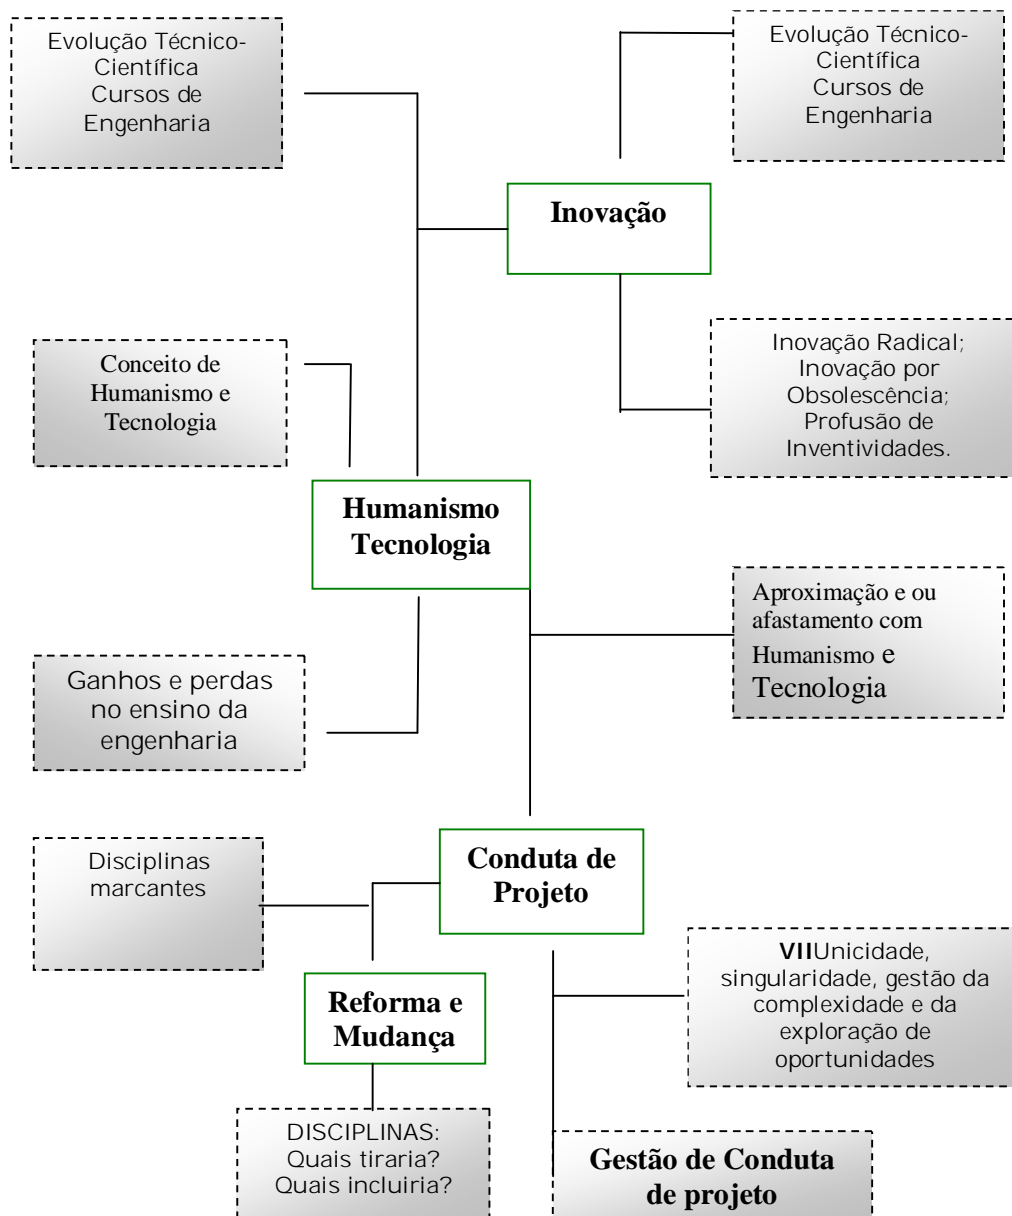 Evolução Técnico-
Científica
Cursos de
Engenharia
Evolução Técnico-
Científica
Cursos de
Engenharia
Inovação
Inovação Radical;
Inovação por
Obsolescência;
Profusão de
Inventividades.
Conceito de
Humanismo e
Tecnologia
Humanismo
Tecnologia
Aproximação e ou
afastamento com
Humanismo e
Tecnologia
Ganhos e perdas
no ensino da
engenharia
Conduta de
Projeto
Disciplinas
marcantes
VIIUnicidade,
singularidade, gestão da
complexidade e da
exploração de
oportunidades
Reforma e
Mudança
DISCIPLINAS:
Quais tiraria?
Quais incluiria?
Gestão de Conduta
de projeto